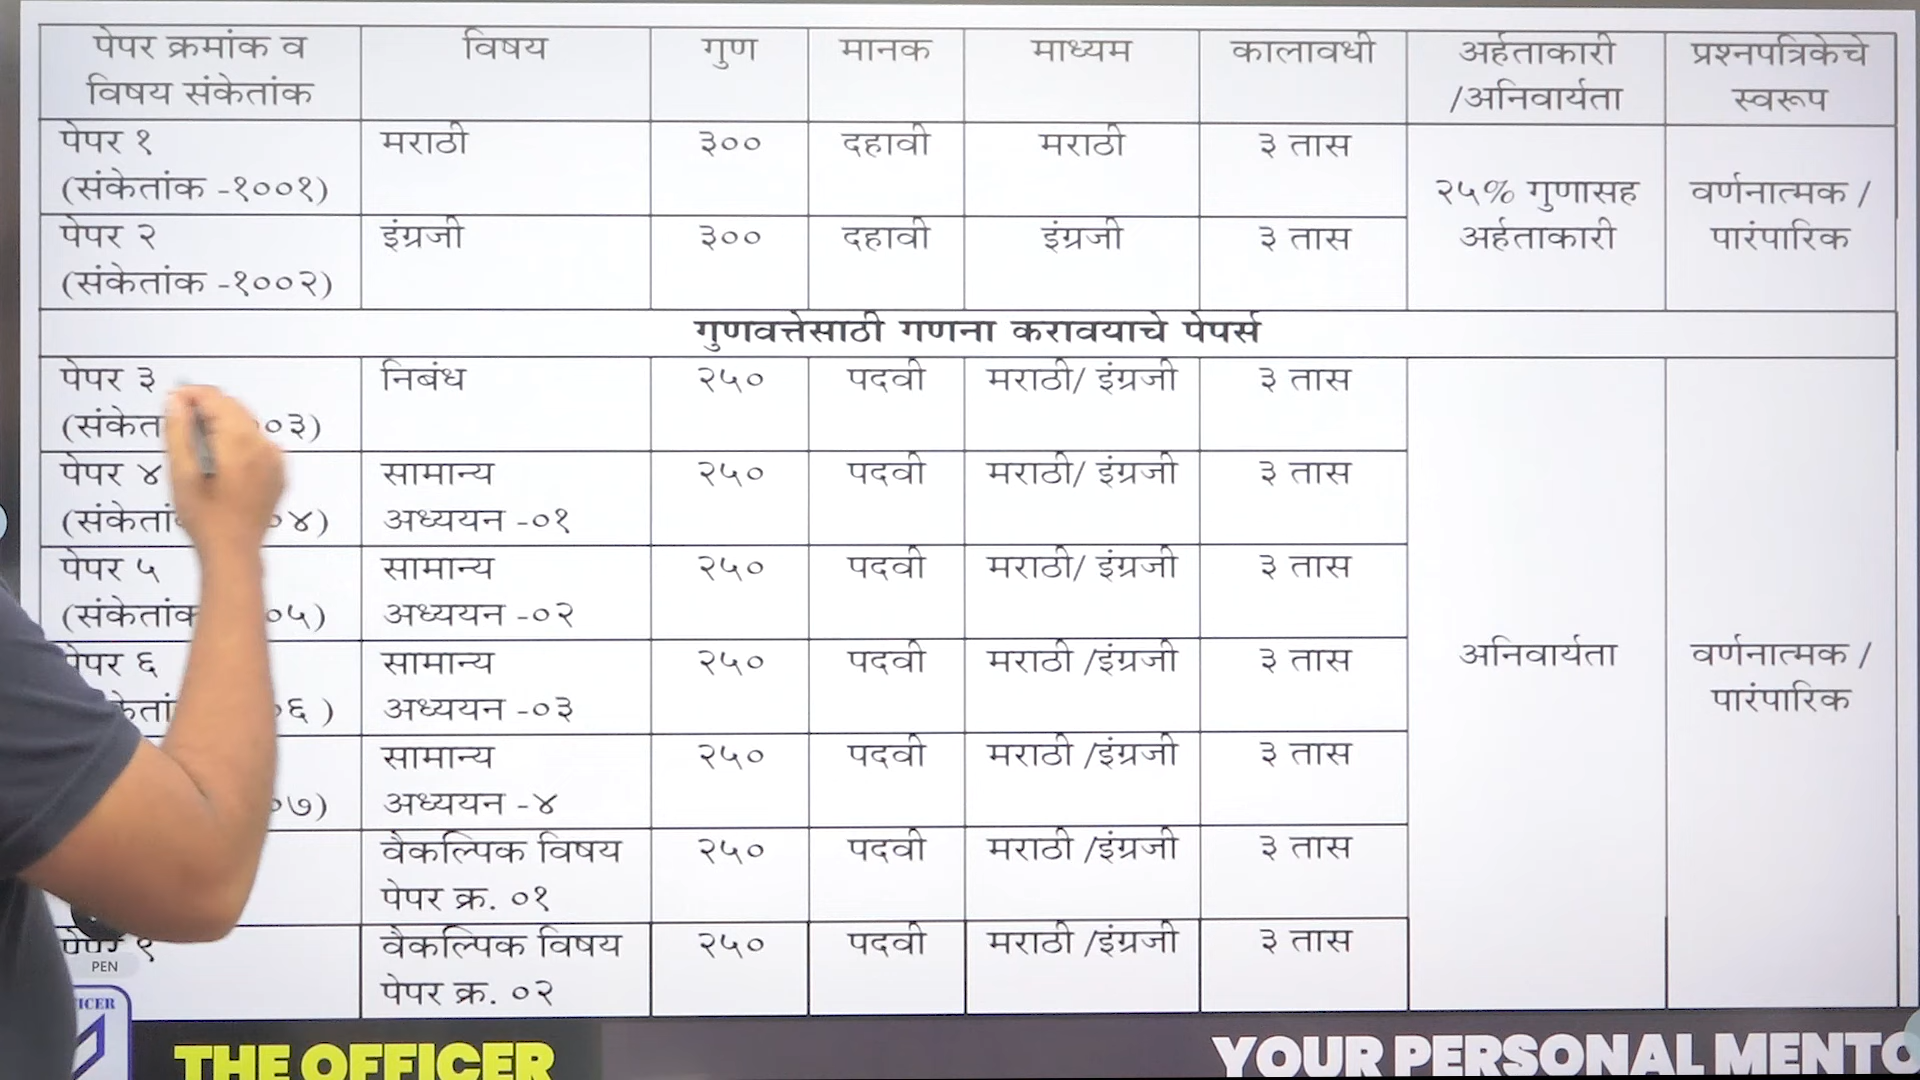 पेपर क्रमांक व विषय गुण मानक माध्यम कालावधी अर्हताकारी प्रश्नपत्रिकेचे
विषय संकेतांक /अनिवार्यता स्वरूप
पेपर १ मराठी ३०० दहावी मराठी ३ तास
(संकेतांक -१००१) २५% गुणासह वर्णनात्मक /
पेपर २ इंग्रजी ३०० दहावी इंग्रजी ३ तास अर्हताकारी पारंपारिक
(संकेतांक -१००२)
गुणवत्तेसाठी गणना करावयाचे पेपर्स
पेपर ३ निबंध २५० पदवी मराठी/ इंग्रजी ३ तास
पेपर ४ सामान्य २५० पदवी मराठी/ इंग्रजी ३ तास
अध्ययन -०१
पेपर ५ सामान्य २५० पदवी मराठी/ इंग्रजी ३ तास
(संकेतांक ०५) अध्ययन -०२
पेपर ६ सामान्य २५० पदवी मराठी /इंग्रजी ३ तास अनिवार्यता वर्णनात्मक /
अध्ययन -०३ पारंपारिक
सामान्य २५० पदवी मराठी /इंग्रजी ३ तास
अध्ययन -४
वैकल्पिक विषय २५० पदवी मराठी /इंग्रजी ३ तास
पेपर क्र. ०१
पेपर ९ वैकल्पिक विषय २५० पदवी मराठी /इंग्रजी ३ तास
पेपर क्र. ०२
PEN
THE OFFICER
YOUR PERSONAL